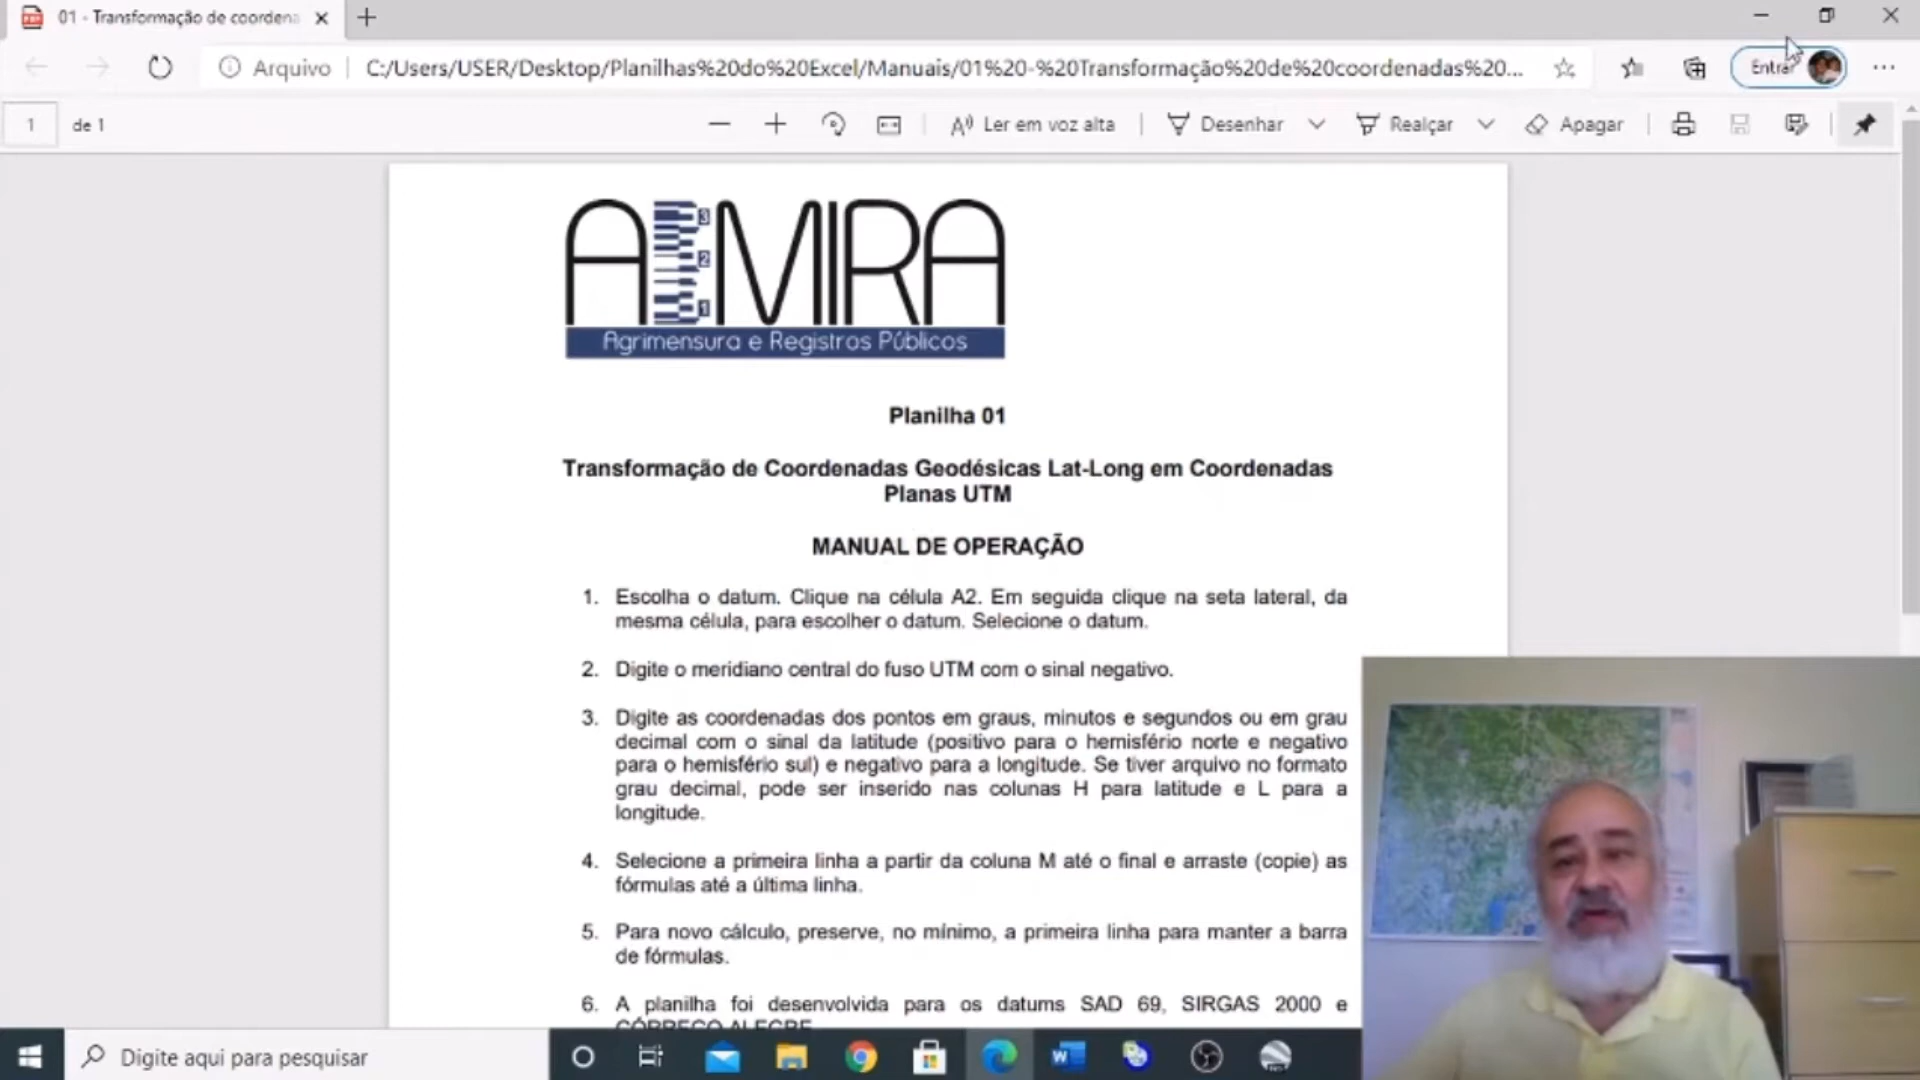 01 - Transformação de coordena
Arquivo
C:/Users/USER/Desktop/Planilhas%20do%20Excel/Manuais/01%20-%20Transformação%20de%20coordenadas%20...
Entrar
1 de 1
Ler em voz alta
Desenhar
Realçar
Apagar
A MIRA
3
2
1
Agrimensura e Registros Públicos
Planilha 01
Transformação de Coordenadas Geodésicas Lat-Long em Coordenadas
Planas UTM
MANUAL DE OPERAÇÃO
1. Escolha o datum. Clique na célula A2. Em seguida clique na seta lateral, da
mesma célula, para escolher o datum. Selecione o datum.
2. Digite o meridiano central do fuso UTM com o sinal negativo.
3. Digite as coordenadas dos pontos em graus, minutos e segundos ou em grau
decimal com o sinal da latitude (positivo para o hemisfério norte e negativo
para o hemisfério sul) e negativo para a longitude. Se tiver arquivo no formato
grau decimal, pode ser inserido nas colunas H para latitude e L para a
longitude.
4. Selecione a primeira linha a partir da coluna M até o final e arraste (copie) as
fórmulas até a última linha.
5. Para novo cálculo, preserve, no mínimo, a primeira linha para manter a barra
de fórmulas.
6. A planilha foi desenvolvida para os datums SAD 69, SIRGAS 2000 e
CÓRREGO ALEGRE
Digite aqui para pesquisar